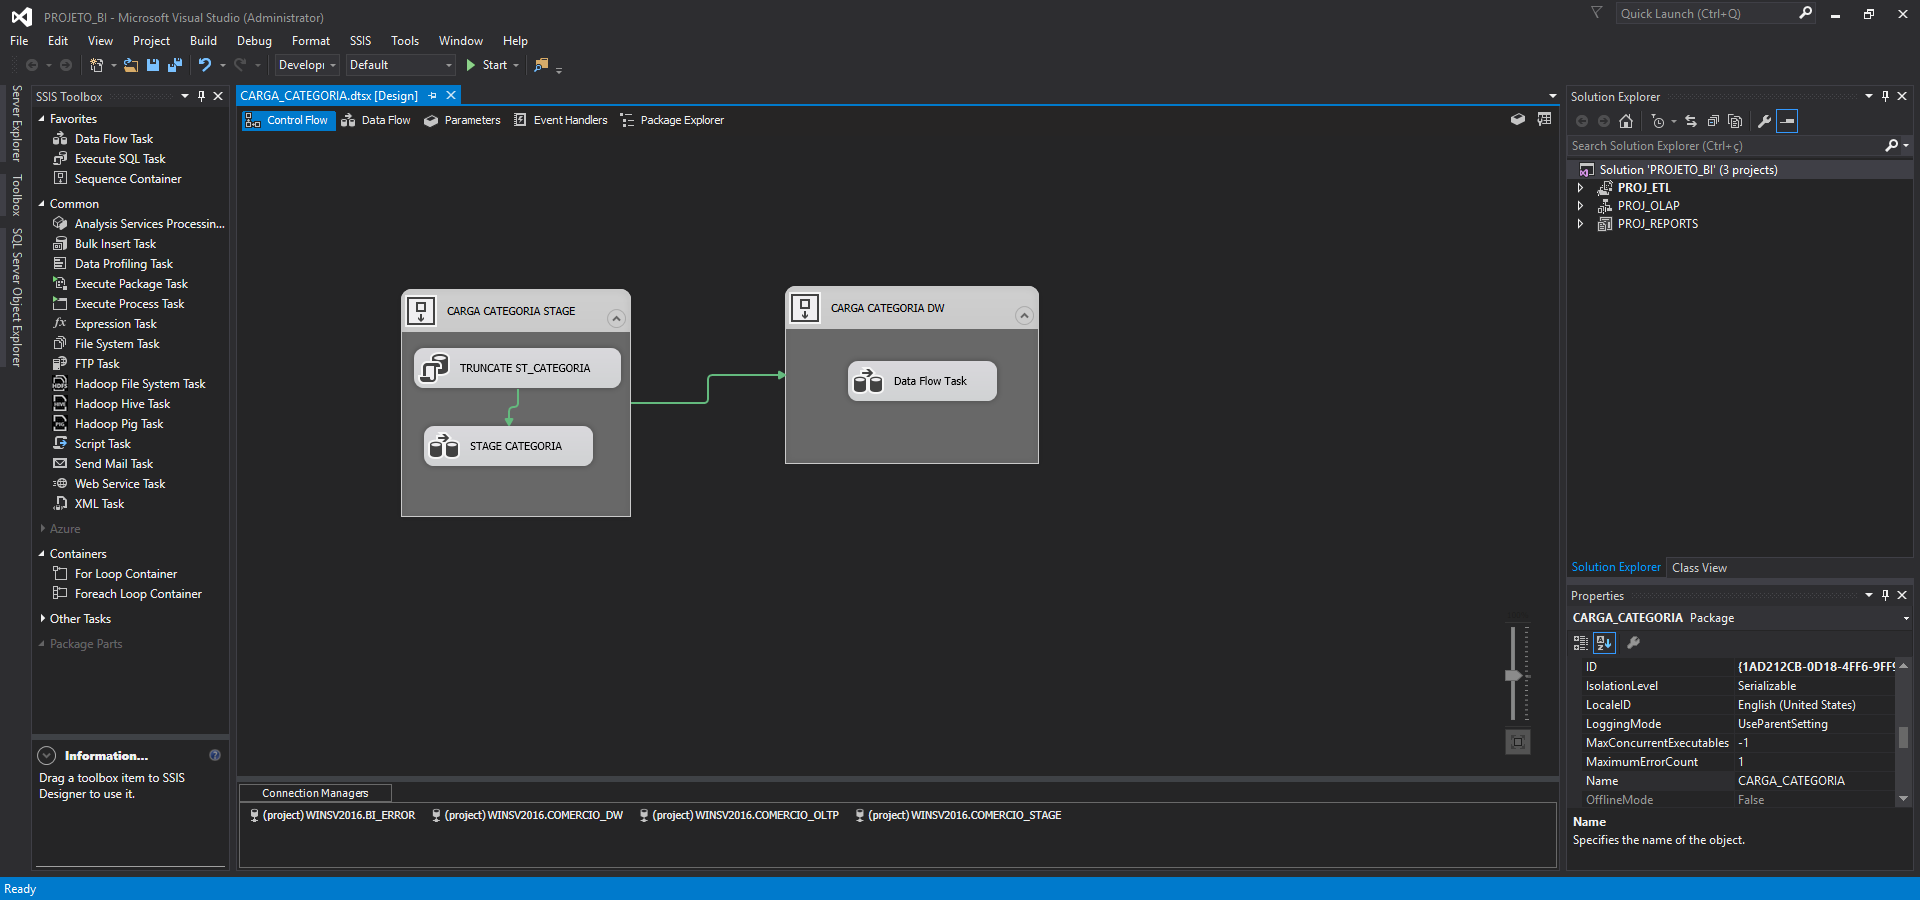 PROJETO_BI - Microsoft Visual Studio (Administrator)
Quick Launch (Ctrl+Q)
File Edit View Project Build Debug Format SSIS Tools Window Help
Develop Default Start
Server Explorer
Toolbox
SQL Server Object Explorer
SSIS Toolbox
Favorites
Data Flow Task
Execute SQL Task
Sequence Container
Common
Analysis Services Processin...
Bulk Insert Task
Data Profiling Task
Execute Package Task
Execute Process Task
Expression Task
File System Task
FTP Task
Hadoop File System Task
Hadoop Hive Task
Hadoop Pig Task
Script Task
Send Mail Task
Web Service Task
XML Task
Azure
Containers
For Loop Container
Foreach Loop Container
Other Tasks
Package Parts
Information...
Drag a toolbox item to SSIS
Designer to use it.
CARGA_CATEGORIA.dtsx [Design]
Control Flow Data Flow Parameters Event Handlers Package Explorer
CARGA CATEGORIA STAGE
TRUNCATE ST_CATEGORIA
STAGE CATEGORIA
CARGA CATEGORIA DW
Data Flow Task
Connection Managers
(project) WINSV2016.BI_ERROR (project) WINSV2016.COMERCIO_DW (project) WINSV2016.COMERCIO_OLTP (project) WINSV2016.COMERCIO_STAGE
Solution Explorer
Search Solution Explorer (Ctrl+ç)
Solution 'PROJETO_BI' (3 projects)
PROJ_ETL
PROJ_OLAP
PROJ_REPORTS
Solution Explorer Class View
Properties
CARGA_CATEGORIA Package
ID {1AD212CB-0D18-4FF6-9FF9
IsolationLevel Serializable
LocaleID English (United States)
LoggingMode UseParentSetting
MaxConcurrentExecutables -1
MaximumErrorCount 1
Name CARGA_CATEGORIA
OfflineMode False
Name
Specifies the name of the object.
Ready